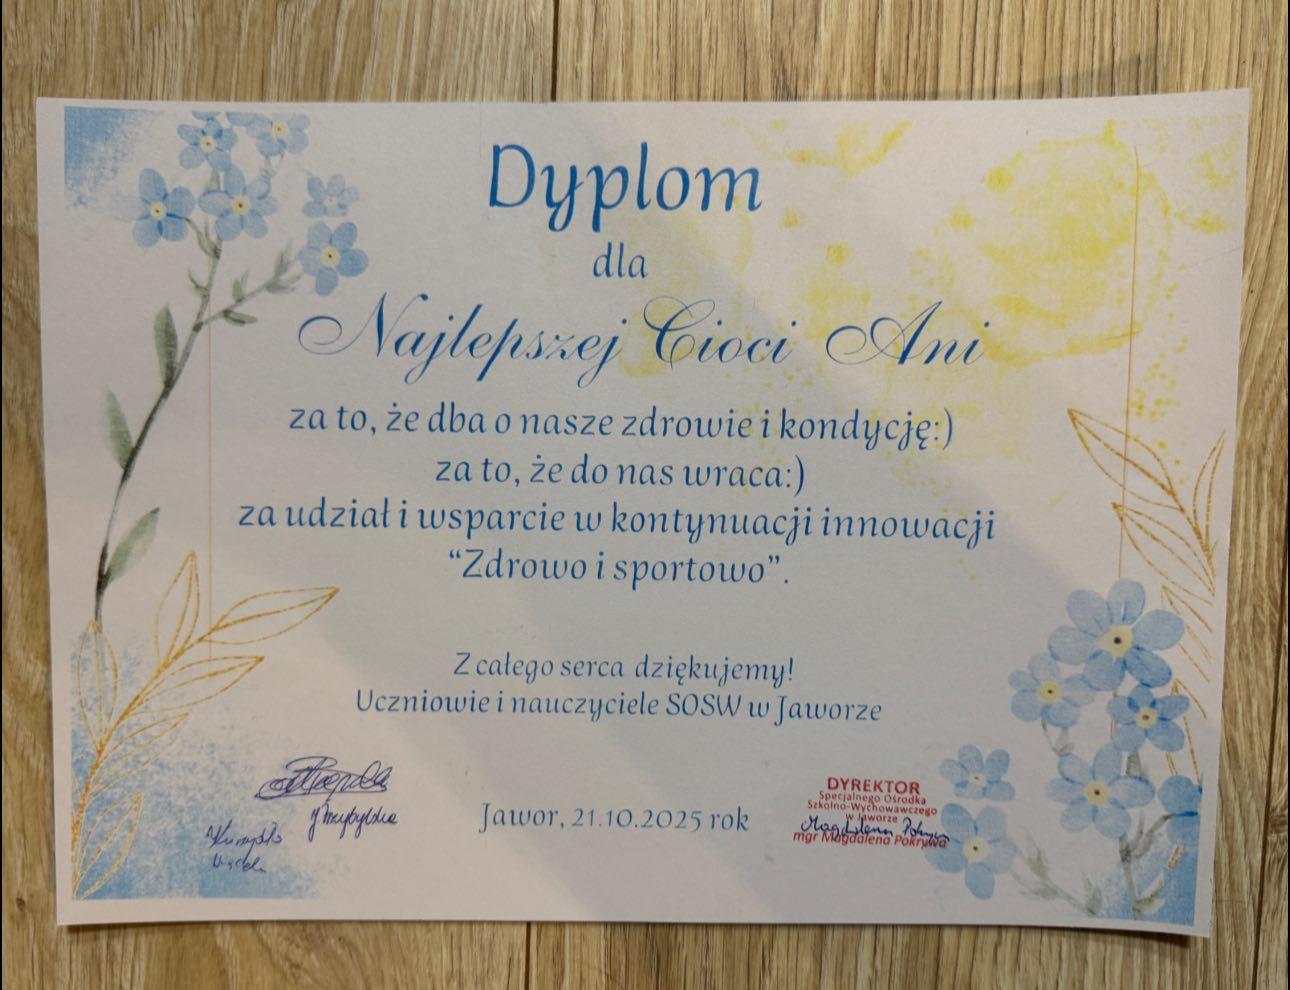 Dyplom
dla
Najlepszej Cioci Ani
za to, że dba o nasze zdrowie i kondycję:)
za to, że do nas wraca:)
za udział i wsparcie w kontynuacji innowacji
“Zdrowo i sportowo”.
Z całego serca dziękujemy!
Uczniowie i nauczyciele SOSW w Jaworze
Jawor, 21.10.2025 rok
DYREKTOR
Specjalnego Ośrodka
Szkolno-Wychowawczego
w Jaworze
Magdalena
mgr Magdalena Pokrywa